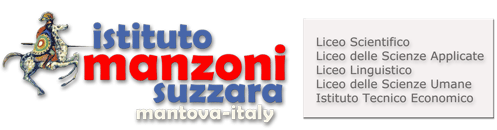 istituto
manzoni
suzzara
mantova-italy
Liceo Scientifico
Liceo delle Scienze Applicate
Liceo Linguistico
Liceo delle Scienze Umane
Istituto Tecnico Economico